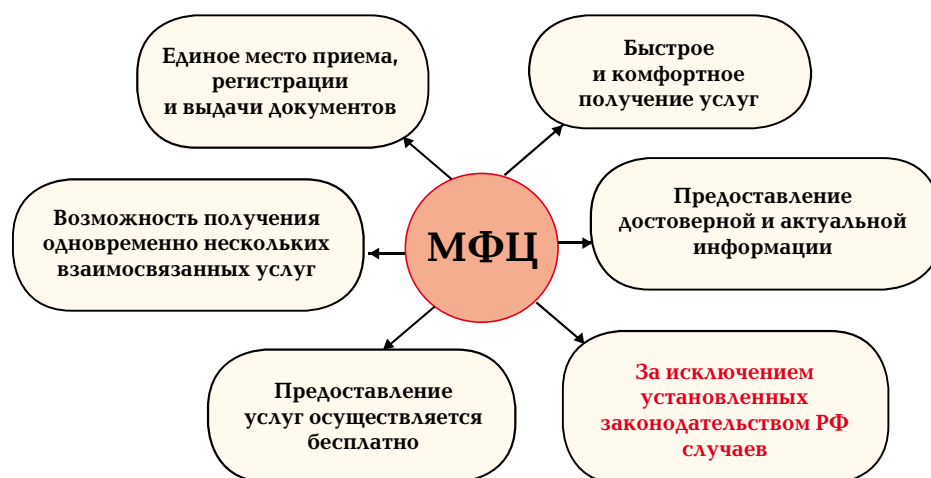 Единое место приема,
регистрации
и выдачи документов
Быстрое
и комфортное
получение услуг
Возможность получения
одновременно нескольких
взаимосвязанных услуг
МФЦ
Предоставление
достоверной и актуальной
информации
Предоставление
услуг осуществляется
бесплатно
За исключением
установленных
законодательством РФ
случаев